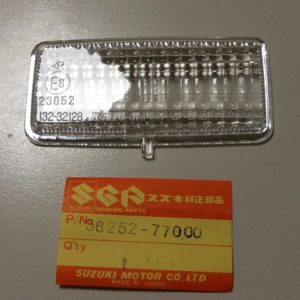 E6
23052
132-32128
SGP スズキ純正部品
SUZUKI GENUINE PARTS
P/No. 36252-77000
Q'ty
SUZUKI MOTOR CO LTD
MADE IN JAPAN